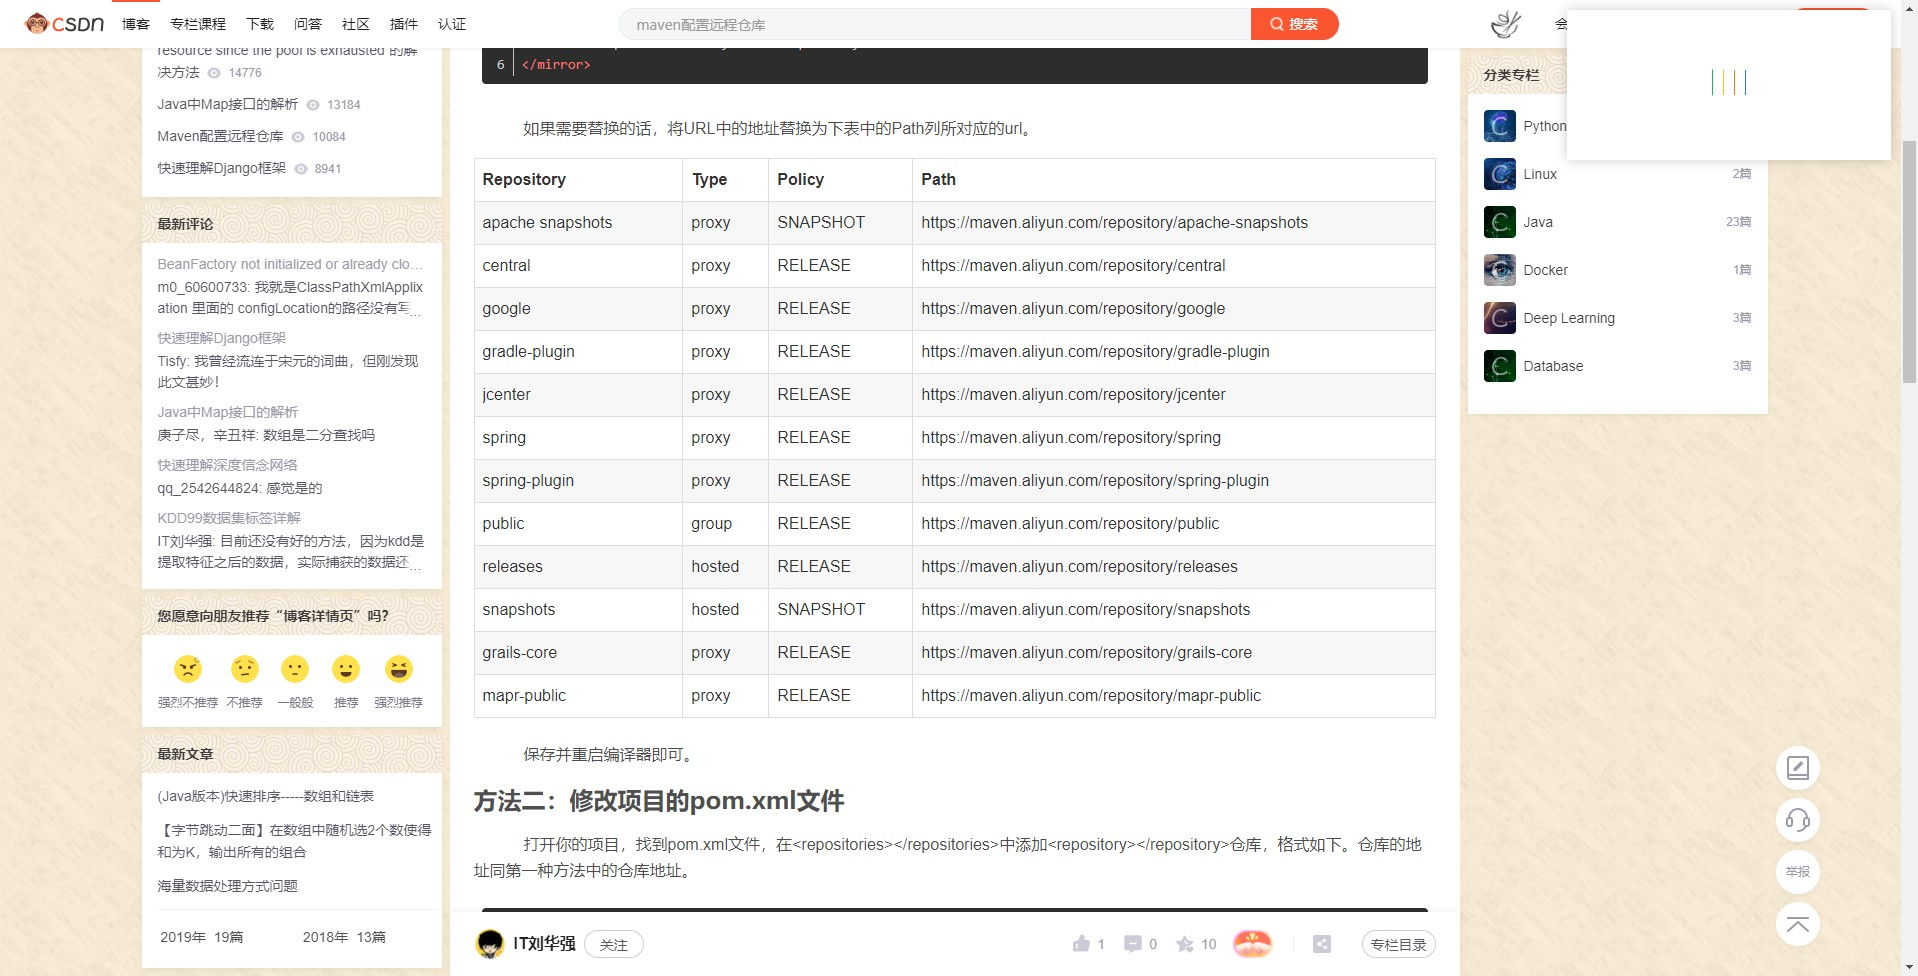 CSDN 博客 专栏课程 下载 问答 社区 插件 认证 maven配置远程仓库 搜索
resource since the pool is exhausted 的解
决方法 14776
Java中Map接口的解析 13184
Maven配置远程仓库 10084
快速理解Django框架 8941
最新评论
BeanFactory not initialized or already clo...
m0_60600733: 我就是ClassPathXmlApplix
ation 里面的 configLocation的路径没有写...
快速理解Django框架
Tisfy: 我曾经流连于宋元的词曲，但刚发现
此文甚妙！
Java中Map接口的解析
庚子尽，辛丑祥: 数组是二分查找吗
快速理解深度信念网络
qq_2542644824: 感觉是的
KDD99数据集标签详解
IT刘华强: 目前还没有好的方法，因为kdd是
提取特征之后的数据，实际捕获的数据还...
您愿意向朋友推荐“博客详情页”吗？
强烈不推荐 不推荐 一般般 推荐 强烈推荐
最新文章
(Java版本)快速排序-----数组和链表
【字节跳动二面】在数组中随机选2个数使得
和为K，输出所有的组合
海量数据处理方式问题
2019年 19篇 2018年 13篇
6 </mirror>
如果需要替换的话，将URL中的地址替换为下表中的Path列所对应的url。
Repository Type Policy Path
apache snapshots proxy SNAPSHOT https://maven.aliyun.com/repository/apache-snapshots
central proxy RELEASE https://maven.aliyun.com/repository/central
google proxy RELEASE https://maven.aliyun.com/repository/google
gradle-plugin proxy RELEASE https://maven.aliyun.com/repository/gradle-plugin
jcenter proxy RELEASE https://maven.aliyun.com/repository/jcenter
spring proxy RELEASE https://maven.aliyun.com/repository/spring
spring-plugin proxy RELEASE https://maven.aliyun.com/repository/spring-plugin
public group RELEASE https://maven.aliyun.com/repository/public
releases hosted RELEASE https://maven.aliyun.com/repository/releases
snapshots hosted SNAPSHOT https://maven.aliyun.com/repository/snapshots
grails-core proxy RELEASE https://maven.aliyun.com/repository/grails-core
mapr-public proxy RELEASE https://maven.aliyun.com/repository/mapr-public
保存并重启编译器即可。
方法二：修改项目的pom.xml文件
打开你的项目，找到pom.xml文件，在<repositories></repositories>中添加<repository></repository>仓库，格式如下。仓库的地
址同第一种方法中的仓库地址。
IT刘华强 关注 1 0 10 专栏目录
分类专栏
Python
Linux 2篇
Java 23篇
Docker 1篇
Deep Learning 3篇
Database 3篇
举报